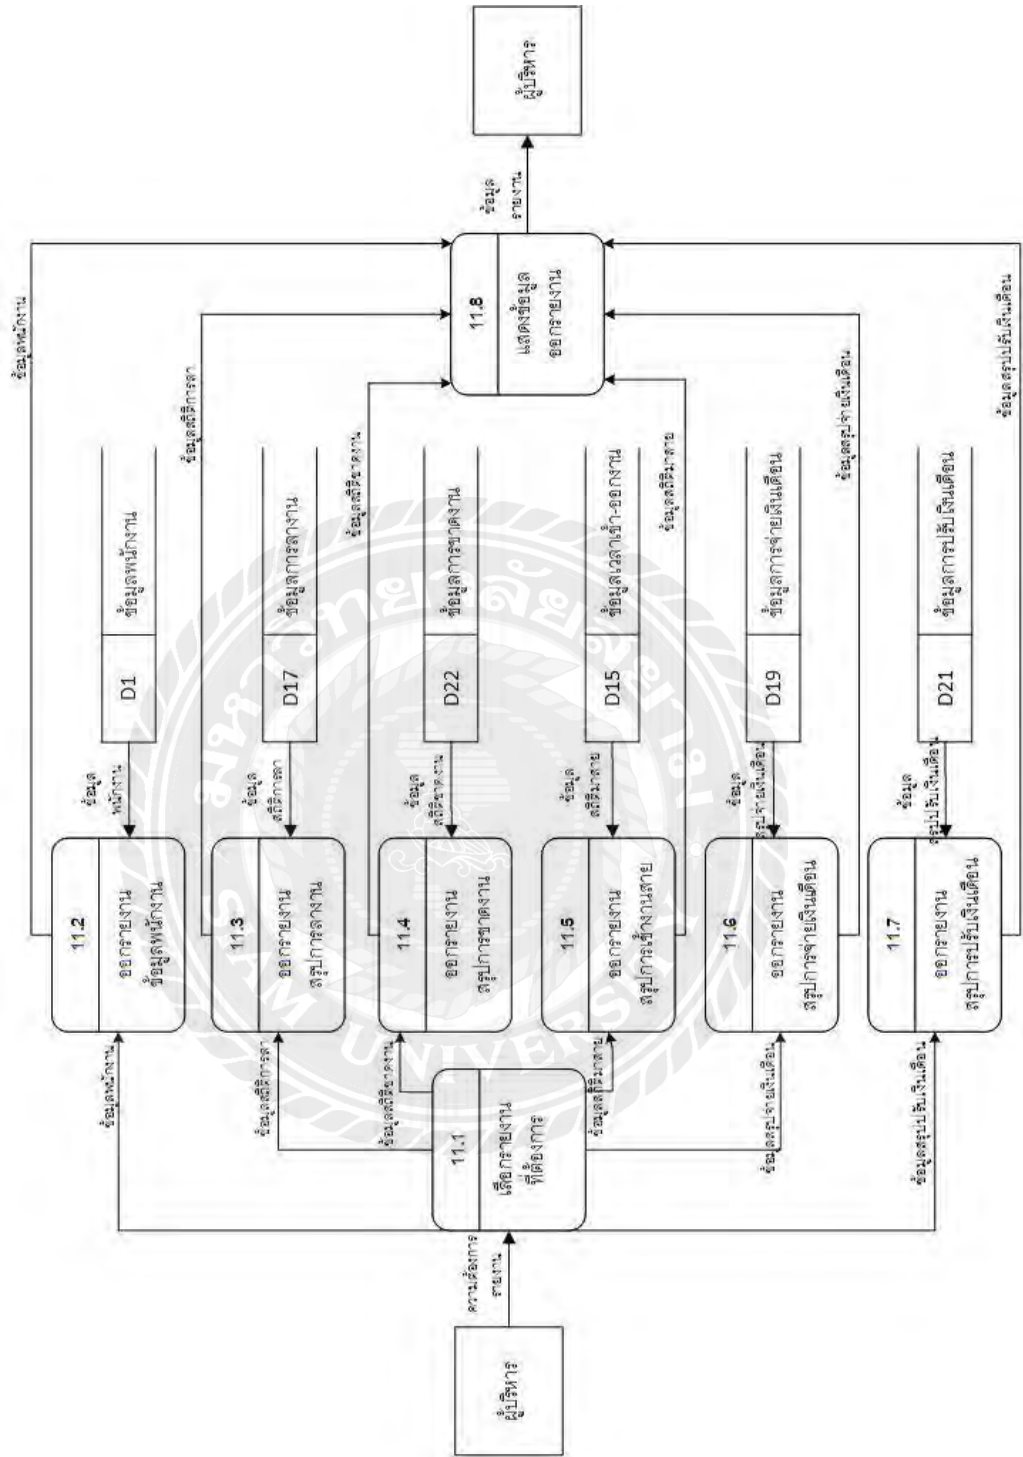 ผู้บริหาร
ความต้องการ
รายงาน
11.1
เลือกรายงาน
ที่ต้องการ
ข้อมูลพนักงาน
ข้อมูลสถิติการลา
ข้อมูลสถิติขาดงาน
ข้อมูลสถิติมาสาย
ข้อมูลสรุปจ่ายเงินเดือน
ข้อมูลสรุปปรับเงินเดือน
11.2
ออกรายงาน
ข้อมูลพนักงาน
11.3
ออกรายงาน
สรุปการลางาน
11.4
ออกรายงาน
สรุปการขาดงาน
11.5
ออกรายงาน
สรุปการเข้างานสาย
11.6
ออกรายงาน
สรุปการจ่ายเงินเดือน
11.7
ออกรายงาน
สรุปการปรับเงินเดือน
ข้อมูล
พนักงาน
ข้อมูล
สถิติการลา
ข้อมูล
สถิติขาดงาน
ข้อมูล
สถิติมาสาย
ข้อมูล
สรุปจ่ายเงินเดือน
ข้อมูล
สรุปปรับเงินเดือน
D1 ข้อมูลพนักงาน
D17 ข้อมูลการลางาน
D22 ข้อมูลการขาดงาน
D15 ข้อมูลเวลาเข้า-ออกงาน
D19 ข้อมูลการจ่ายเงินเดือน
D21 ข้อมูลการปรับเงินเดือน
ข้อมูลพนักงาน
ข้อมูลสถิติการลา
ข้อมูลสถิติขาดงาน
ข้อมูลสถิติมาสาย
ข้อมูลสรุปจ่ายเงินเดือน
ข้อมูลสรุปปรับเงินเดือน
11.8
แสดงข้อมูล
ออกรายงาน
ข้อมูล
รายงาน
ผู้บริหาร
มหาวิทยาลัยสยาม
SIAM UNIVERSITY